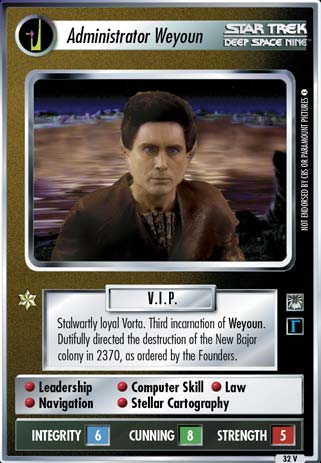 Administrator Weyoun
STAR TREK
DEEP SPACE NINE
NOT ENDORSED BY CBS OR PARAMOUNT PICTURES
V.I.P.
Stalwartly loyal Vorta. Third incarnation of Weyoun.
Dutifully directed the destruction of the New Bajor
colony in 2370, as ordered by the Founders.
Leadership Computer Skill Law
Navigation Stellar Cartography
INTEGRITY 6 CUNNING 8 STRENGTH 5
32 V